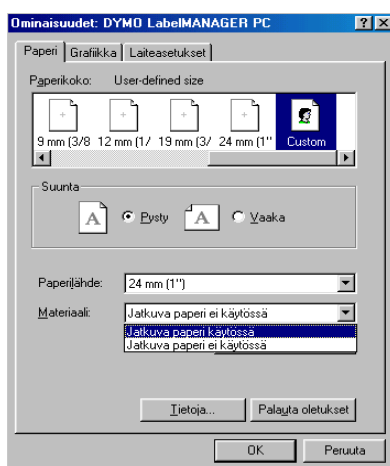 Ominaisuudet: DYMO LabelMANAGER PC
Paperi Grafiikka Laiteasetukset
Paperikoko: User-defined size
9 mm (3/8 12 mm (1/ 19 mm (3/ 24 mm (1'' Custom
Suunta
A Pysty A Vaaka
Paperilähde: 24 mm (1'')
Materiaali: Jatkuva paperi ei käytössä
Jatkuva paperi käytössä
Jatkuva paperi ei käytössä
Tietoja... Palauta oletukset
OK Peruuta